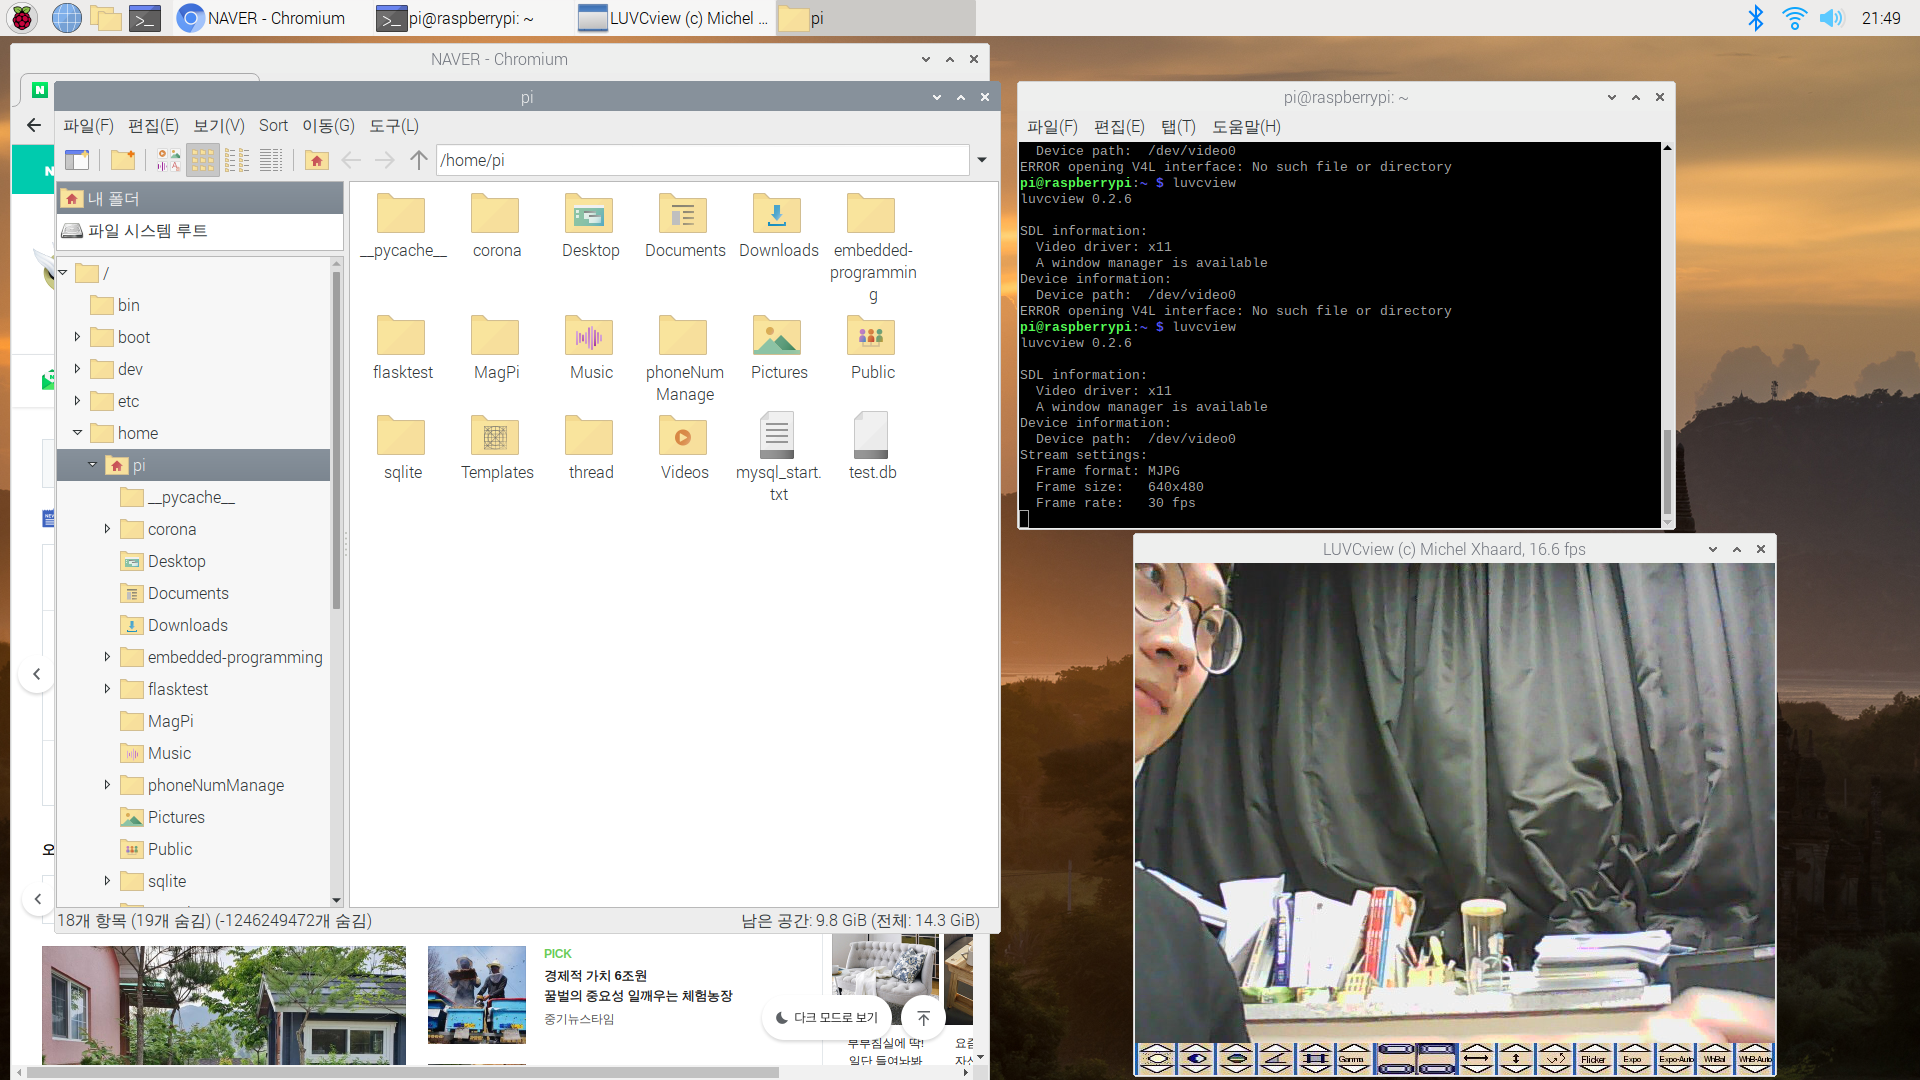 NAVER - Chromium
pi@raspberrypi: ~
LUVCview (c) Michel ...
pi
21:49
NAVER - Chromium
pi
파일(F) 편집(E) 보기(V) Sort 이동(G) 도구(L)
/home/pi
내 폴더
파일 시스템 루트
/
bin
boot
dev
etc
home
pi
__pycache__
corona
Desktop
Documents
Downloads
embedded-programming
flasktest
MagPi
Music
phoneNumManage
Pictures
Public
sqlite
__pycache__
corona
Desktop
Documents
Downloads
embedded-
programmin
g
flasktest
MagPi
Music
phoneNum
Manage
Pictures
Public
sqlite
Templates
thread
Videos
mysql_start.
txt
test.db
18개 항목 (19개 숨김) (-1246249472개 숨김)
남은 공간: 9.8 GiB (전체: 14.3 GiB)
PICK
경제적 가치 6조원
꿀벌의 중요성 일깨우는 체험농장
중기뉴스타임
다크 모드로 보기
부부침실에 딱!
일단 들여놔봐
pi@raspberrypi: ~
파일(F) 편집(E) 탭(T) 도움말(H)
Device path: /dev/video0
ERROR opening V4L interface: No such file or directory
pi@raspberrypi:~ $ luvcview
luvcview 0.2.6
SDL information:
Video driver: x11
A window manager is available
Device information:
Device path: /dev/video0
ERROR opening V4L interface: No such file or directory
pi@raspberrypi:~ $ luvcview
luvcview 0.2.6
SDL information:
Video driver: x11
A window manager is available
Device information:
Device path: /dev/video0
Stream settings:
Frame format: MJPG
Frame size: 640x480
Frame rate: 30 fps
LUVCview (c) Michel Xhaard, 16.6 fps
Gamma
Flicker
Expo
Expo-Auto
WhBal
WhB-Auto